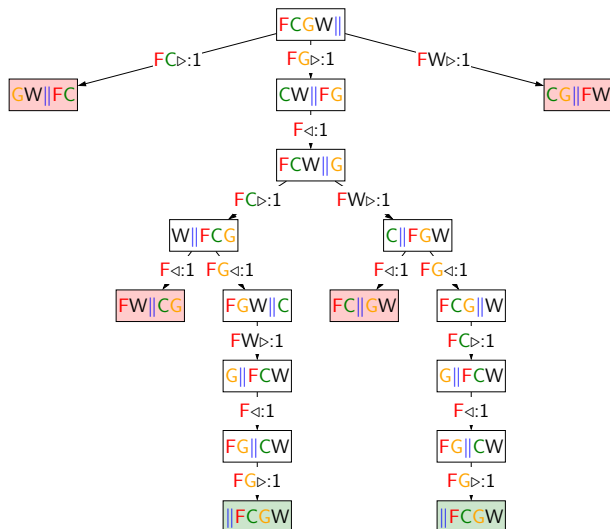 FCGW||
FC▷:1 FG▷:1 FW▷:1
GW||FC CW||FG CG||FW
F◁:1
FCW||G
FC▷:1 FW▷:1
W||FCG C||FGW
F◁:1 FG◁:1 F◁:1 FG◁:1
FW||CG FGW||C FC||GW FCG||W
FW▷:1 FC▷:1
G||FCW G||FCW
F◁:1 F◁:1
FG||CW FG||CW
FG▷:1 FG▷:1
||FCGW ||FCGW